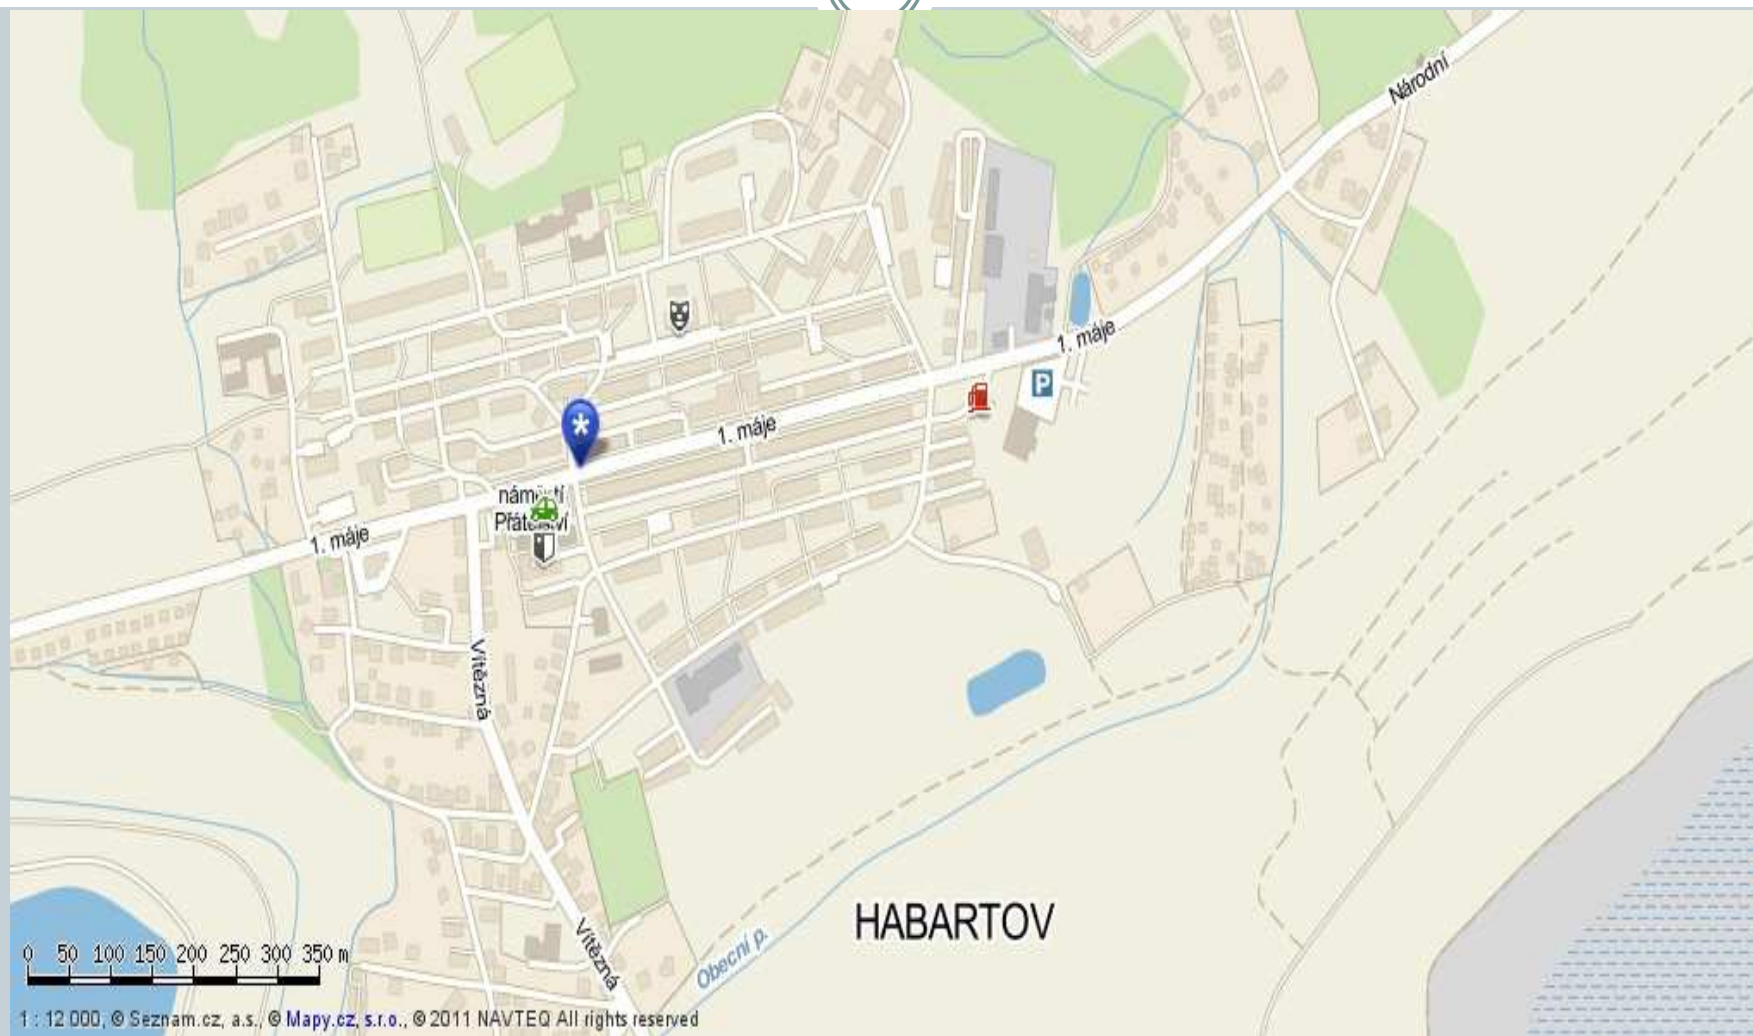 Národní
1. máje
P
1. máje
náměstí
Přátelství
1. máje
Vítězná
HABARTOV
Vítězná
Obecní p.
0 50 100 150 200 250 300 350 m
1 : 12 000, © Seznam.cz, a.s., © Mapy.cz, s.r.o., © 2011 NAVTEQ All rights reserved